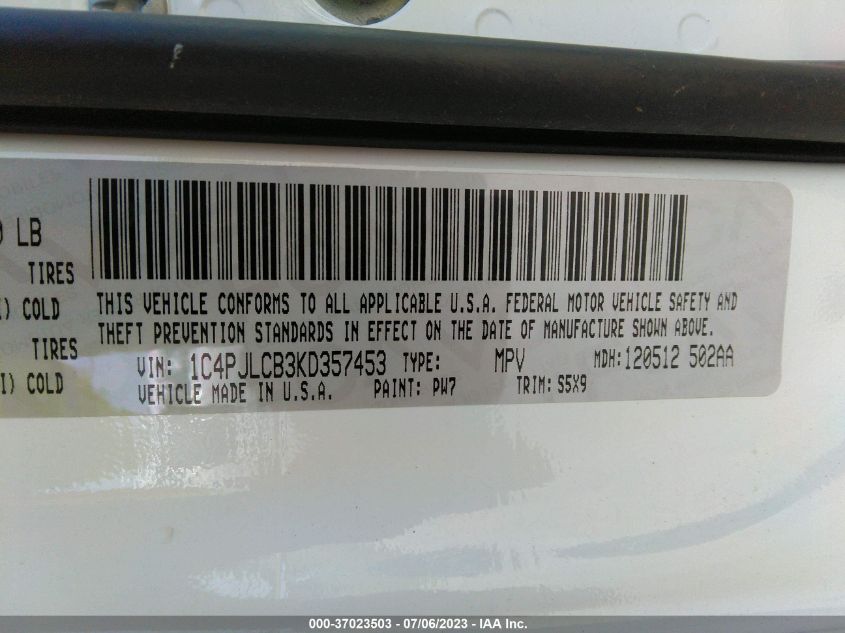 LB
TIRES
COLD
TIRES
COLD
THIS VEHICLE CONFORMS TO ALL APPLICABLE U.S.A. FEDERAL MOTOR VEHICLE SAFETY AND
THEFT PREVENTION STANDARDS IN EFFECT ON THE DATE OF MANUFACTURE SHOWN ABOVE.
VIN: 1C4PJLCB3KD357453 TYPE: MPV MDH:120512 502AA
VEHICLE MADE IN U.S.A. PAINT: PW7 TRIM: S5X9
000-37023503 - 07/06/2023 - © IAA Inc.